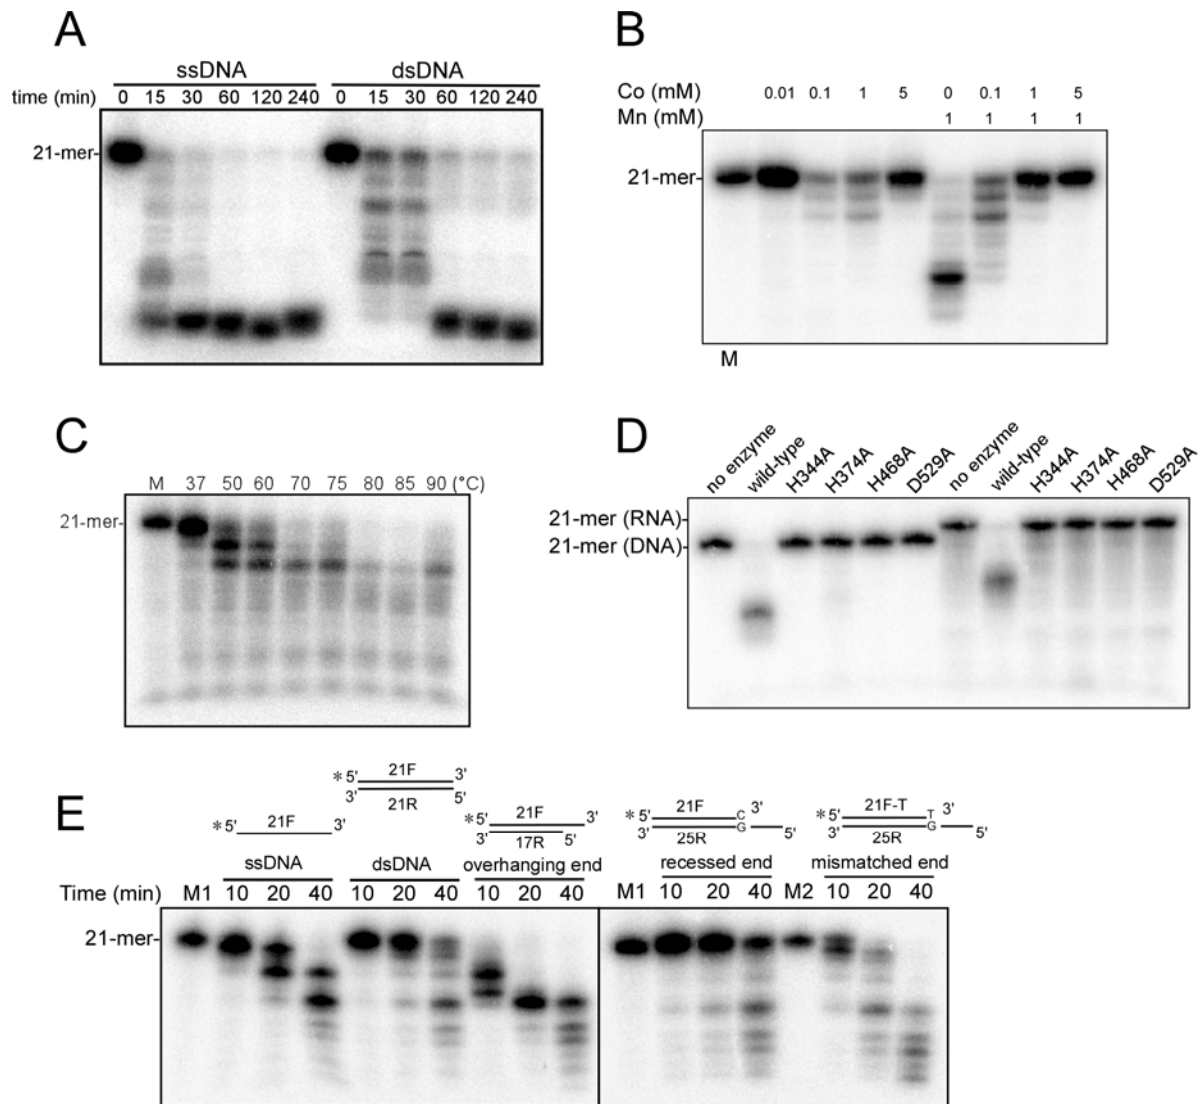 A
ssDNA dsDNA
time (min) 0 15 30 60 120 240 0 15 30 60 120 240
21-mer-
B
Co (mM) 0.01 0.1 1 5 0 0.1 1 5
Mn (mM) 1 1 1 1
21-mer-
M
C
M 37 50 60 70 75 80 85 90 (°C)
21-mer-
D
no enzyme wild-type H344A H374A H468A D529A no enzyme wild-type H344A H374A H468A D529A
21-mer (RNA)-
21-mer (DNA)-
E
*5' 21F 3'
*5' 21F 3'
3' 21R 5'
*5' 21F 3'
3' 17R 5'
*5' 21F C 3'
3' 25R G 5'
*5' 21F-T T 3'
3' 25R G 5'
ssDNA dsDNA overhanging end recessed end mismatched end
Time (min) M1 10 20 40 10 20 40 10 20 40 M1 10 20 40 M2 10 20 40
21-mer-